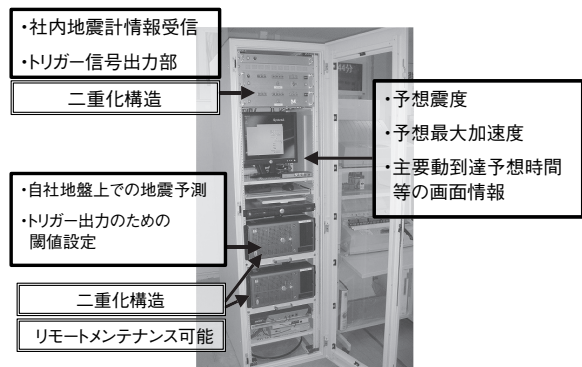 ・社内地震計情報受信
・トリガー信号出力部
二重化構造
・予想震度
・予想最大加速度
・主要動到達予想時間
等の画面情報
・自社地盤上での地震予測
・トリガー出力のための
閾値設定
二重化構造
リモートメンテナンス可能